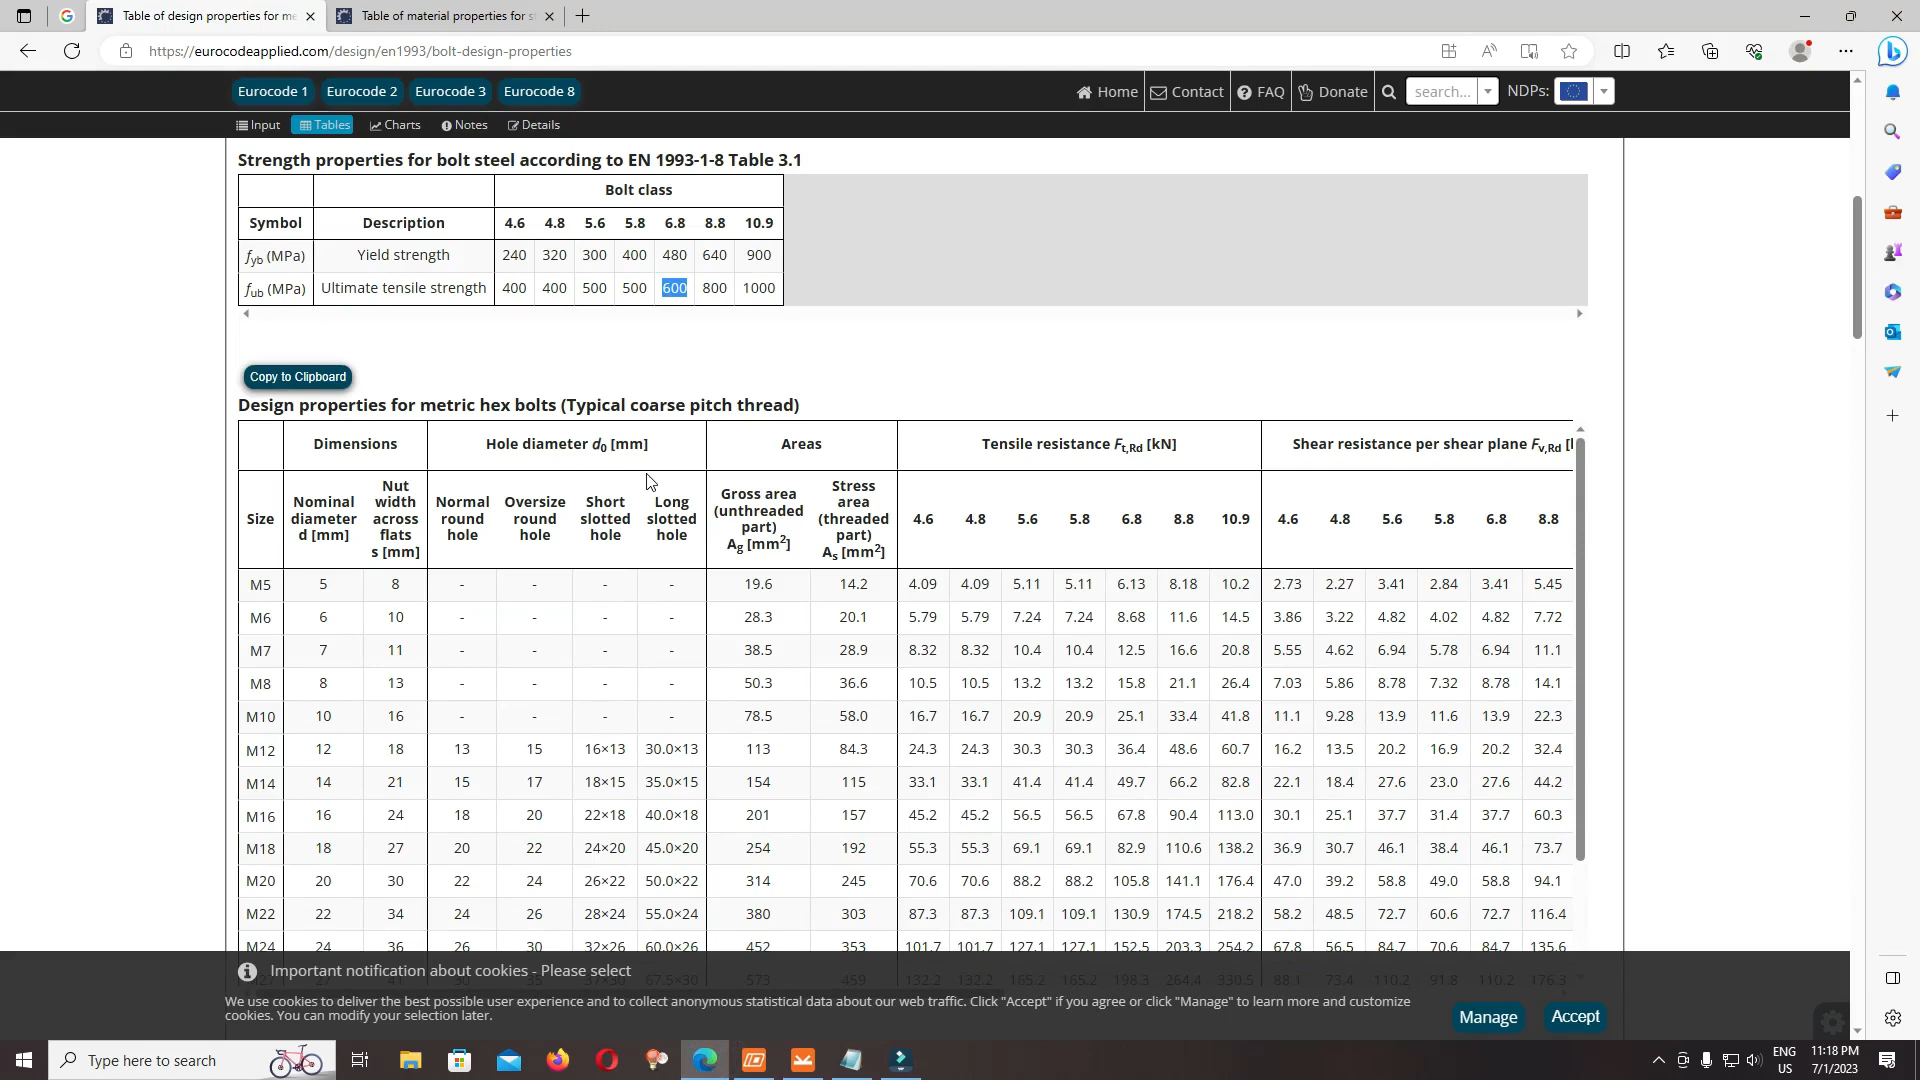 Table of design properties for me
Table of material properties for s
https://eurocodeapplied.com/design/en1993/bolt-design-properties
Eurocode 1 Eurocode 2 Eurocode 3 Eurocode 8
Home Contact FAQ Donate search... NDPs:
Input Tables Charts Notes Details
Strength properties for bolt steel according to EN 1993-1-8 Table 3.1
Bolt class
Symbol Description 4.6 4.8 5.6 5.8 6.8 8.8 10.9
fyb (MPa) Yield strength 240 320 300 400 480 640 900
fub (MPa) Ultimate tensile strength 400 400 500 500 600 800 1000
Copy to Clipboard
Design properties for metric hex bolts (Typical coarse pitch thread)
Dimensions Hole diameter d0 [mm] Areas Tensile resistance Ft,Rd [kN] Shear resistance per shear plane Fv,Rd [
Size Nominal diameter d [mm] Nut width across flats s [mm] Normal round hole Oversize round hole Short slotted hole Long slotted hole Gross area (unthreaded part) Ag [mm2] Stress area (threaded part) As [mm2] 4.6 4.8 5.6 5.8 6.8 8.8 10.9 4.6 4.8 5.6 5.8 6.8 8.8
M5 5 8 - - - - 19.6 14.2 4.09 4.09 5.11 5.11 6.13 8.18 10.2 2.73 2.27 3.41 2.84 3.41 5.45
M6 6 10 - - - - 28.3 20.1 5.79 5.79 7.24 7.24 8.68 11.6 14.5 3.86 3.22 4.82 4.02 4.82 7.72
M7 7 11 - - - - 38.5 28.9 8.32 8.32 10.4 10.4 12.5 16.6 20.8 5.55 4.62 6.94 5.78 6.94 11.1
M8 8 13 - - - - 50.3 36.6 10.5 10.5 13.2 13.2 15.8 21.1 26.4 7.03 5.86 8.78 7.32 8.78 14.1
M10 10 16 - - - - 78.5 58.0 16.7 16.7 20.9 20.9 25.1 33.4 41.8 11.1 9.28 13.9 11.6 13.9 22.3
M12 12 18 13 15 16×13 30.0×13 113 84.3 24.3 24.3 30.3 30.3 36.4 48.6 60.7 16.2 13.5 20.2 16.9 20.2 32.4
M14 14 21 15 17 18×15 35.0×15 154 115 33.1 33.1 41.4 41.4 49.7 66.2 82.8 22.1 18.4 27.6 23.0 27.6 44.2
M16 16 24 18 20 22×18 40.0×18 201 157 45.2 45.2 56.5 56.5 67.8 90.4 113.0 30.1 25.1 37.7 31.4 37.7 60.3
M18 18 27 20 22 24×20 45.0×20 254 192 55.3 55.3 69.1 69.1 82.9 110.6 138.2 36.9 30.7 46.1 38.4 46.1 73.7
M20 20 30 22 24 26×22 50.0×22 314 245 70.6 70.6 88.2 88.2 105.8 141.1 176.4 47.0 39.2 58.8 49.0 58.8 94.1
M22 22 34 24 26 28×24 55.0×24 380 303 87.3 87.3 109.1 109.1 130.9 174.5 218.2 58.2 48.5 72.7 60.6 72.7 116.4
M24 24 36 26 30 32×26 60.0×26 452 353 101.7 101.7 127.1 127.1 152.5 203.3 254.2 67.8 56.5 84.7 70.6 84.7 135.6
67.5×30 573 459 132.2 132.2 165.2 165.2 198.3 264.4 330.5 88.1 73.4 110.2 91.8 110.2 176.3
Important notification about cookies - Please select
We use cookies to deliver the best possible user experience and to collect anonymous statistical data about our web traffic. Click "Accept" if you agree or click "Manage" to learn more and customize
cookies. You can modify your selection later.
Manage Accept
Type here to search
ENG
US
11:18 PM
7/1/2023